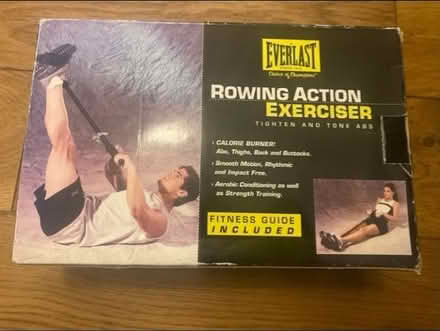 EVERLAST
Choice of Champions
ROWING ACTION
EXERCISER
TIGHTEN AND TONE ABS
• CALORIE BURNER!
Abs, Thighs, Back and Buttocks.
• Smooth Motion, Rhythmic
and Impact Free.
• Aerobic Conditioning as well
as Strength Training.
FITNESS GUIDE
INCLUDED